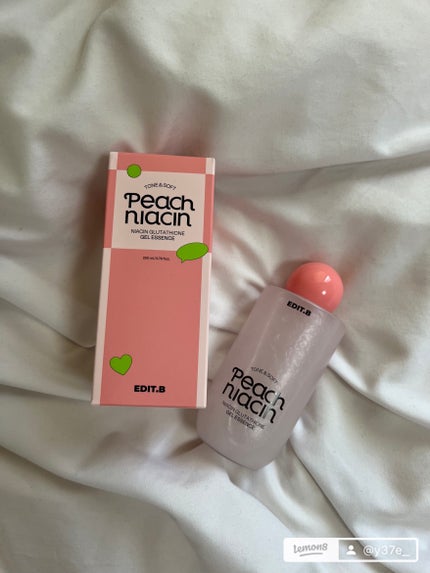 TONE & SOFT
Peach
niacin
NIACIN GLUTATHIONE
GEL ESSENCE
EDIT.B
EDIT.B
TONE & SOFT
Peach
niacin
NIACIN GLUTATHIONE
GEL ESSENCE
lemon8
@y37e_